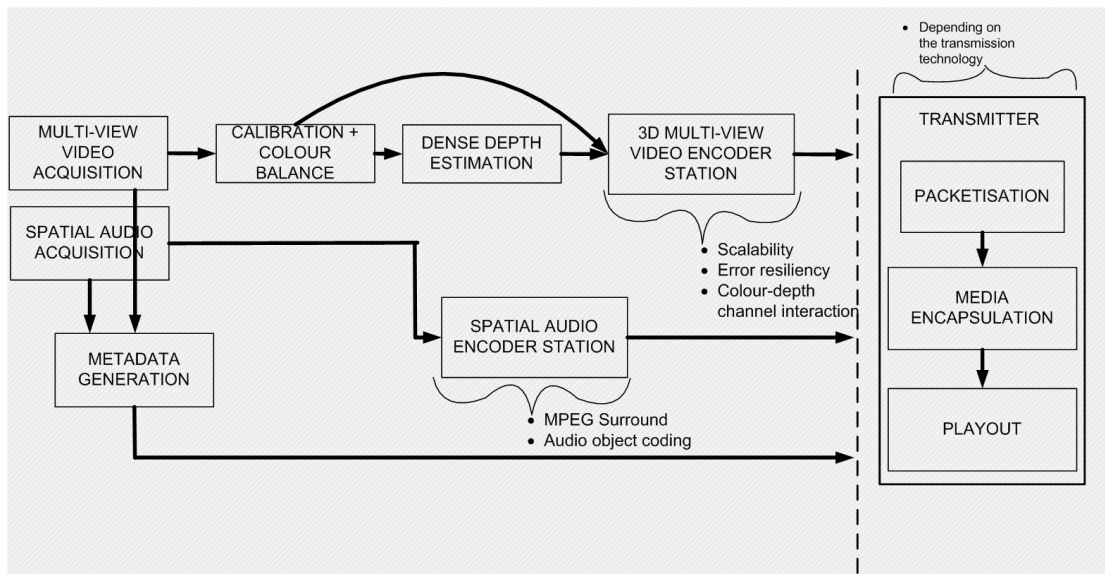 • Depending on
the transmission
technology
MULTI-VIEW
VIDEO
ACQUISITION
CALIBRATION +
COLOUR
BALANCE
DENSE DEPTH
ESTIMATION
3D MULTI-VIEW
VIDEO ENCODER
STATION
TRANSMITTER
PACKETISATION
SPATIAL AUDIO
ACQUISITION
• Scalability
• Error resiliency
• Colour-depth
channel interaction
MEDIA
ENCAPSULATION
SPATIAL AUDIO
ENCODER STATION
METADATA
GENERATION
• MPEG Surround
• Audio object coding
PLAYOUT